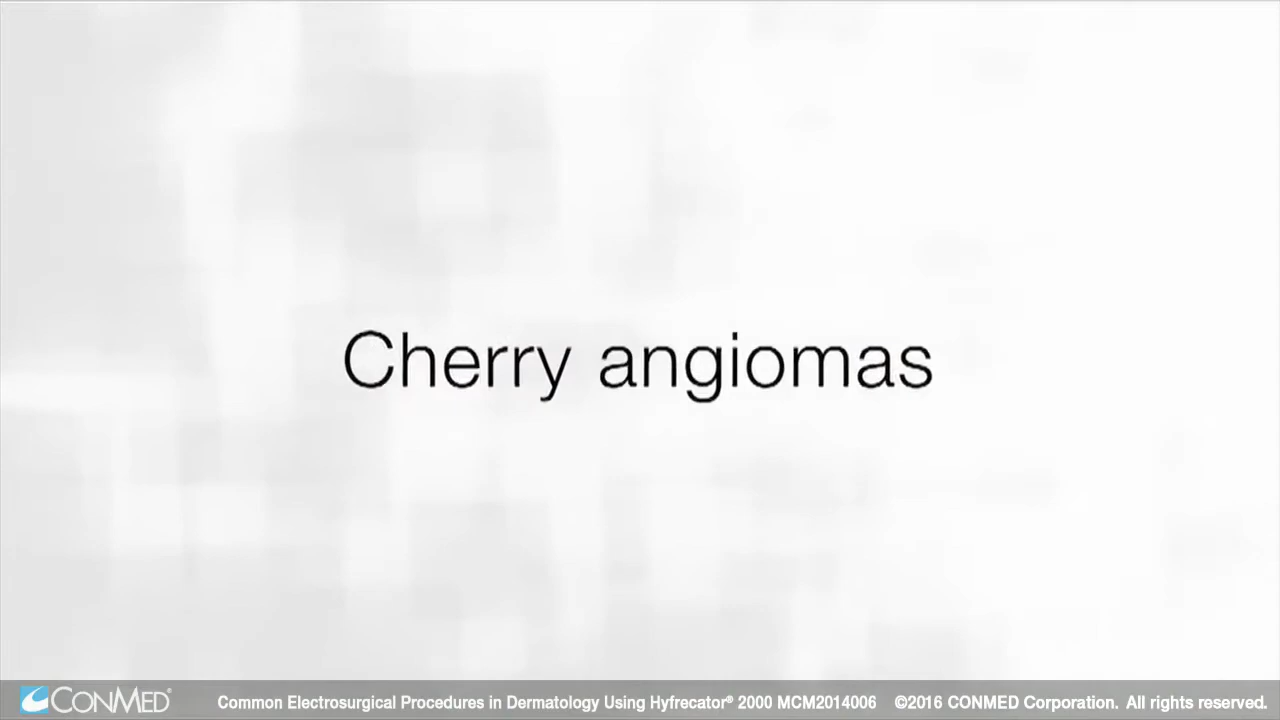 Cherry angiomas
CONMED® Common Electrosurgical Procedures in Dermatology Using Hyfrecator® 2000 MCM2014006 ©2016 CONMED Corporation. All rights reserved.